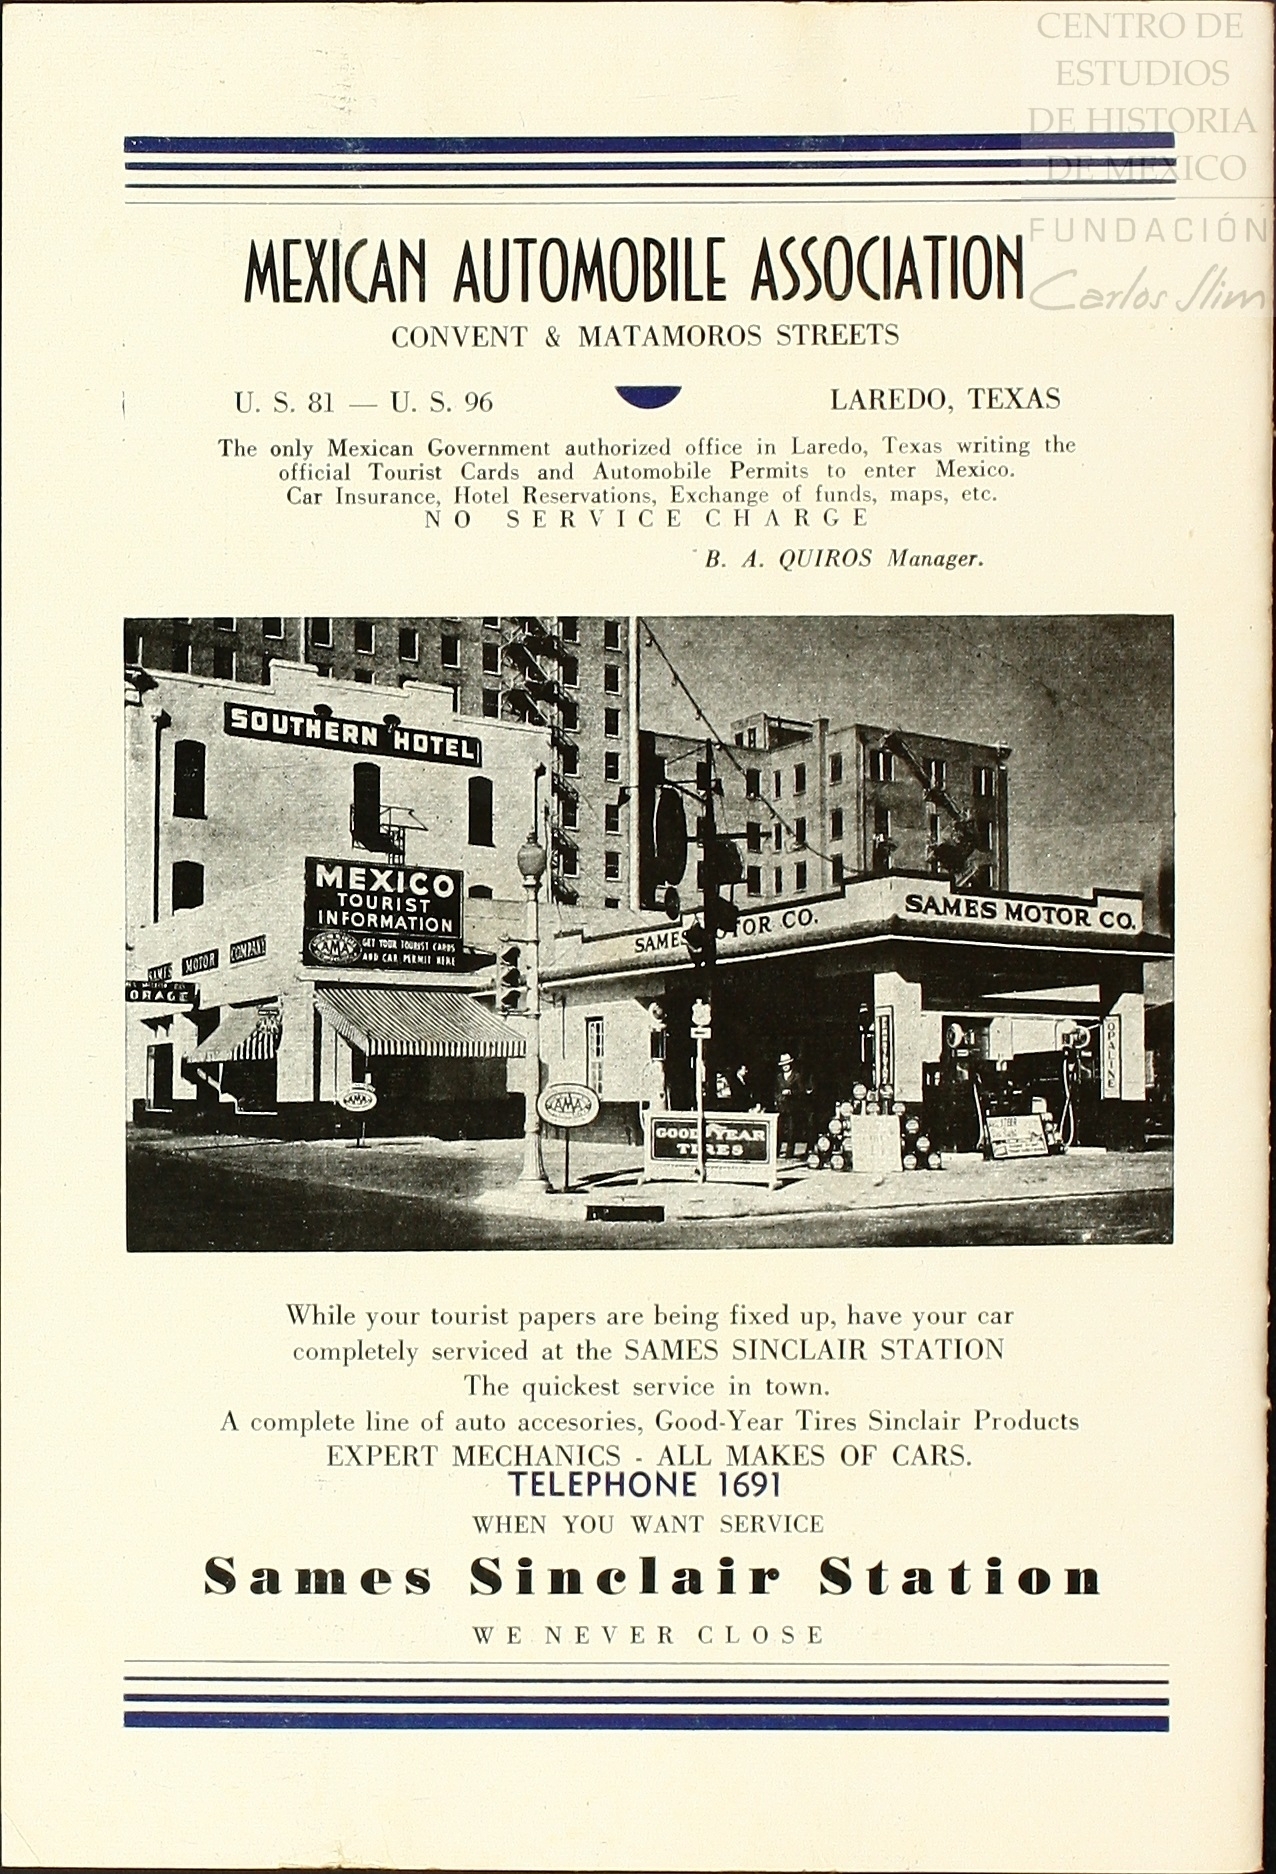 CENTRO DE
ESTUDIOS
DE HISTORIA
DE MEXICO
FUNDACIÓN
Carlos Slim
MEXICAN AUTOMOBILE ASSOCIATION
CONVENT & MATAMOROS STREETS
U. S. 81 — U. S. 96
LAREDO, TEXAS
The only Mexican Government authorized office in Laredo, Texas writing the
official Tourist Cards and Automobile Permits to enter Mexico.
Car Insurance, Hotel Reservations, Exchange of funds, maps, etc.
NO SERVICE CHARGE
B. A. QUIROS Manager.
SOUTHERN HOTEL
MEXICO
TOURIST
INFORMATION
AMA
GET YOUR TOURIST CARDS
AND CAR PERMIT HERE
SAMES MOTOR COMPANY
SAMES MOTOR CO.
SAMES MOTOR CO.
OPALINE
AMA
AMA
GOOD YEAR
TIRES
While your tourist papers are being fixed up, have your car
completely serviced at the SAMES SINCLAIR STATION
The quickest service in town.
A complete line of auto accesories, Good-Year Tires Sinclair Products
EXPERT MECHANICS - ALL MAKES OF CARS.
TELEPHONE 1691
WHEN YOU WANT SERVICE
Sames Sinclair Station
WE NEVER CLOSE